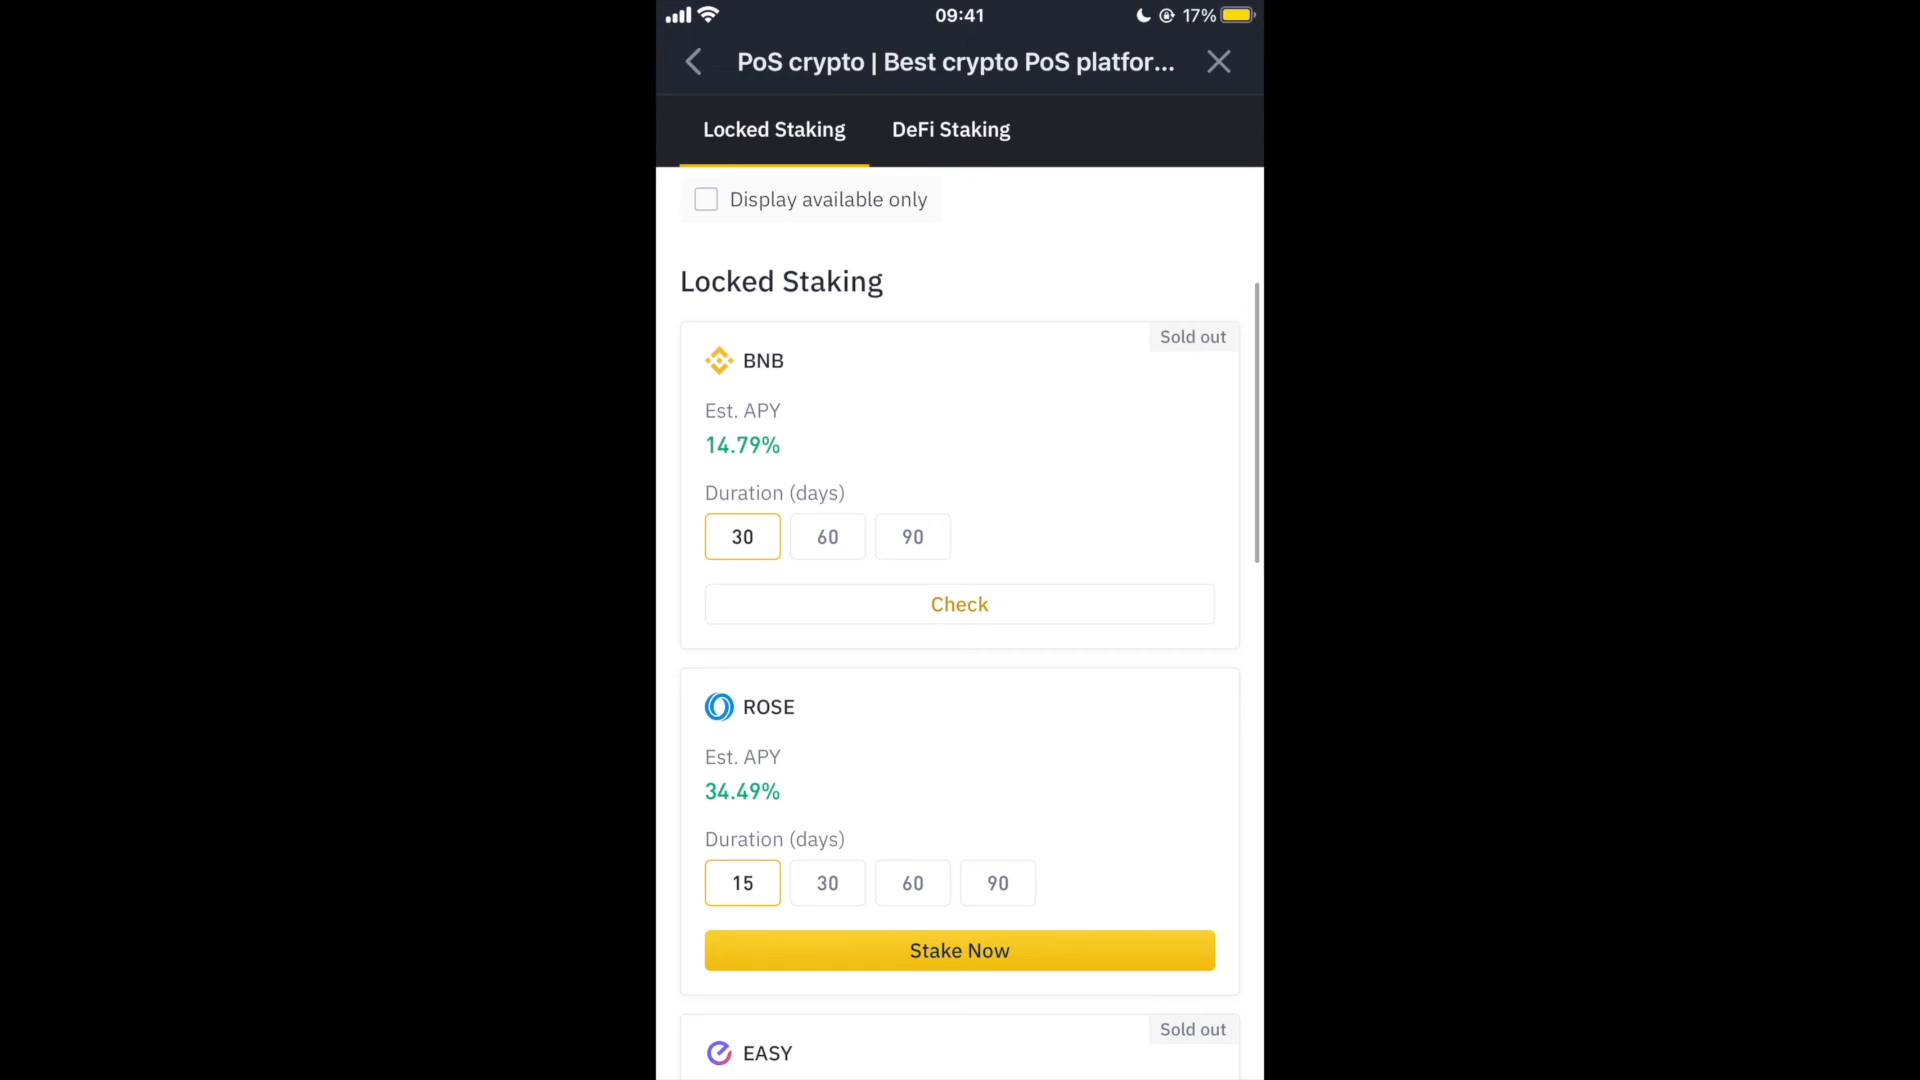 09:41
17%
PoS crypto | Best crypto PoS platfor...
Locked Staking
DeFi Staking
Display available only
Locked Staking
Sold out
BNB
Est. APY
14.79%
Duration (days)
30 60 90
Check
ROSE
Est. APY
34.49%
Duration (days)
15 30 60 90
Stake Now
Sold out
EASY